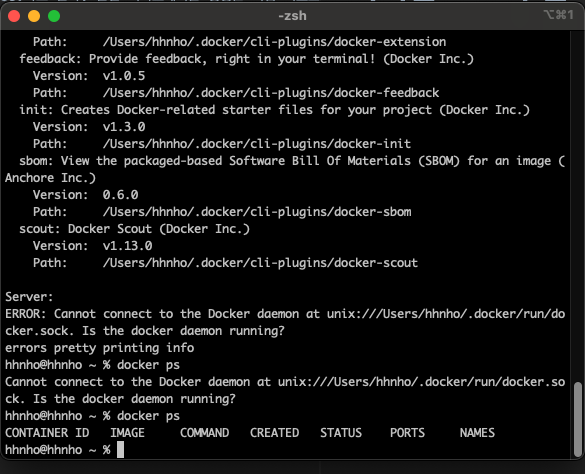 -zsh
⌥⌘1
Path: /Users/hhnho/.docker/cli-plugins/docker-extension
feedback: Provide feedback, right in your terminal! (Docker Inc.)
Version: v1.0.5
Path: /Users/hhnho/.docker/cli-plugins/docker-feedback
init: Creates Docker-related starter files for your project (Docker Inc.)
Version: v1.3.0
Path: /Users/hhnho/.docker/cli-plugins/docker-init
sbom: View the packaged-based Software Bill Of Materials (SBOM) for an image (
Anchore Inc.)
Version: 0.6.0
Path: /Users/hhnho/.docker/cli-plugins/docker-sbom
scout: Docker Scout (Docker Inc.)
Version: v1.13.0
Path: /Users/hhnho/.docker/cli-plugins/docker-scout
Server:
ERROR: Cannot connect to the Docker daemon at unix:///Users/hhnho/.docker/run/do
cker.sock. Is the docker daemon running?
errors pretty printing info
hhnho@hhnho ~ % docker ps
Cannot connect to the Docker daemon at unix:///Users/hhnho/.docker/run/docker.so
ck. Is the docker daemon running?
hhnho@hhnho ~ % docker ps
CONTAINER ID IMAGE COMMAND CREATED STATUS PORTS NAMES
hhnho@hhnho ~ %